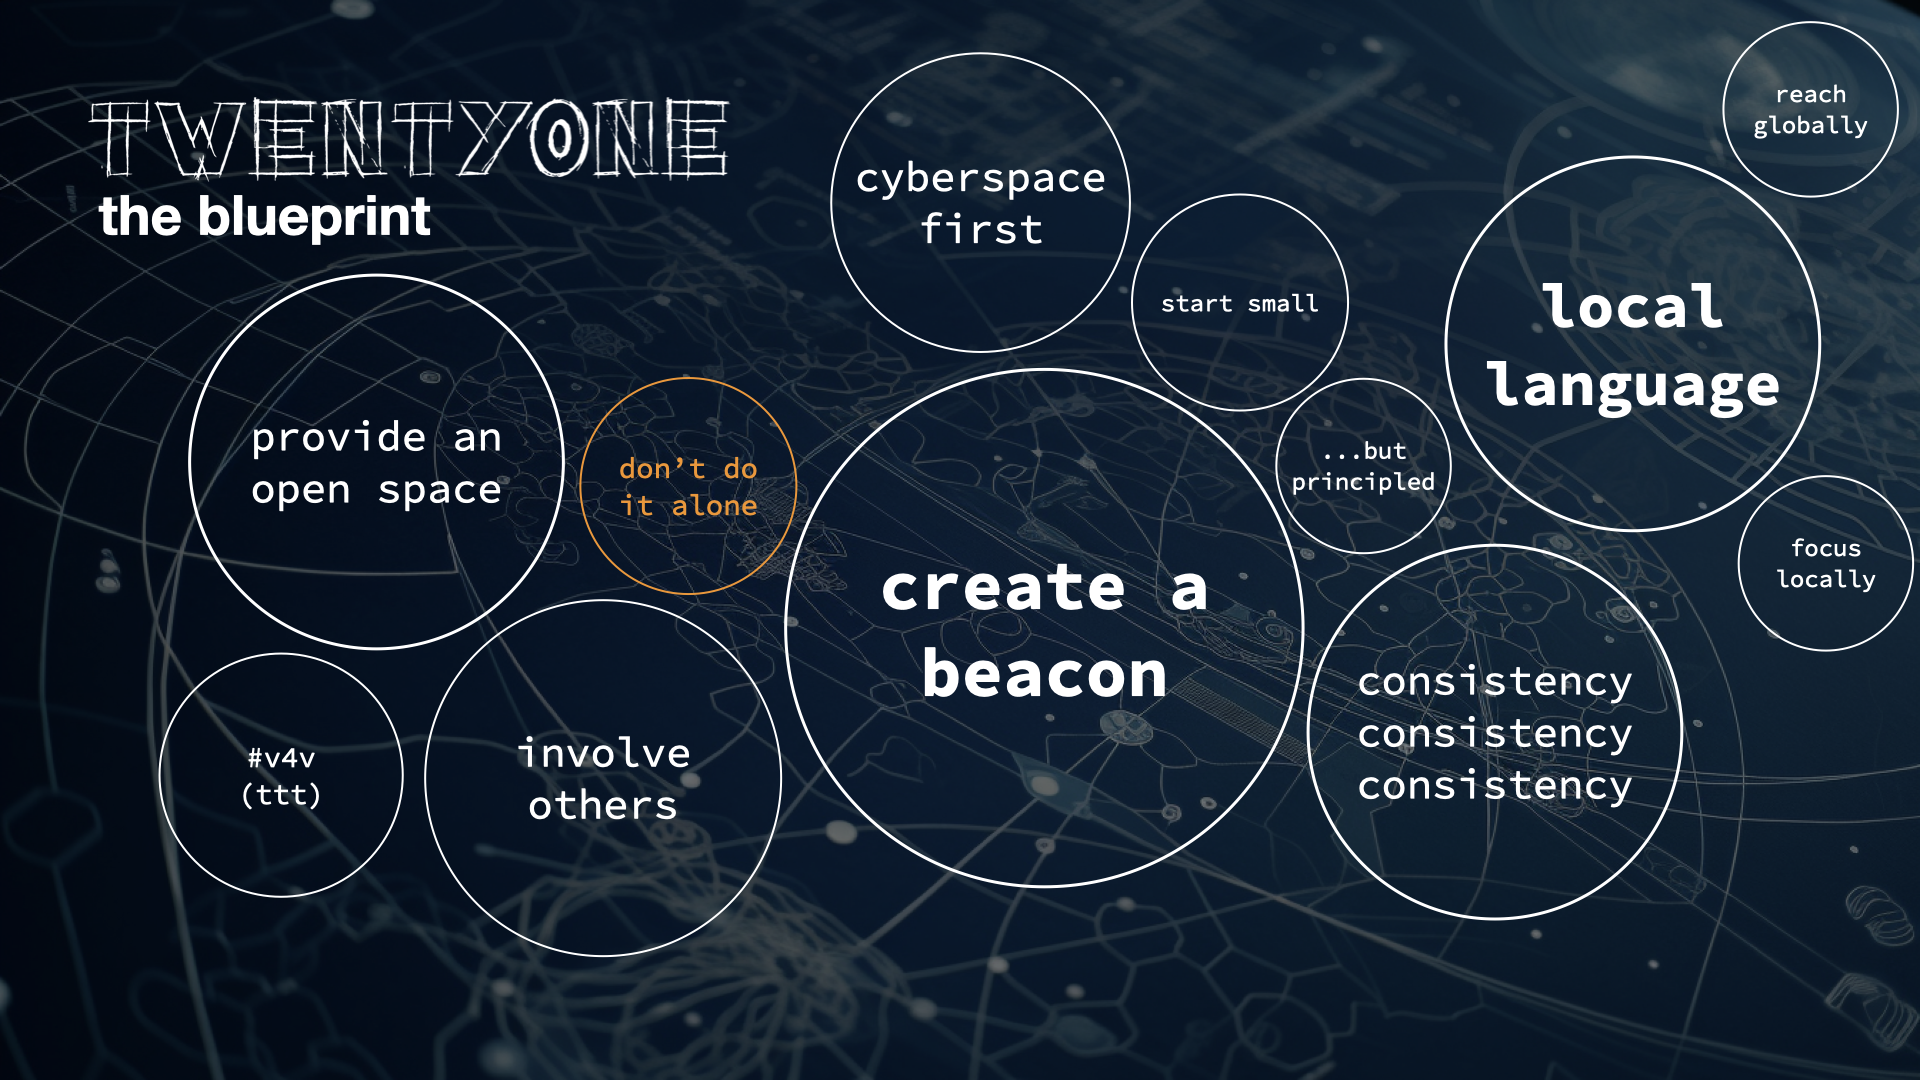 TWENTYONE
the blueprint
cyberspace
first
reach
globally
start small
local
language
provide an
open space
don’t do
it alone
...but
principled
focus
locally
create a
beacon
consistency
consistency
consistency
#v4v
(ttt)
involve
others